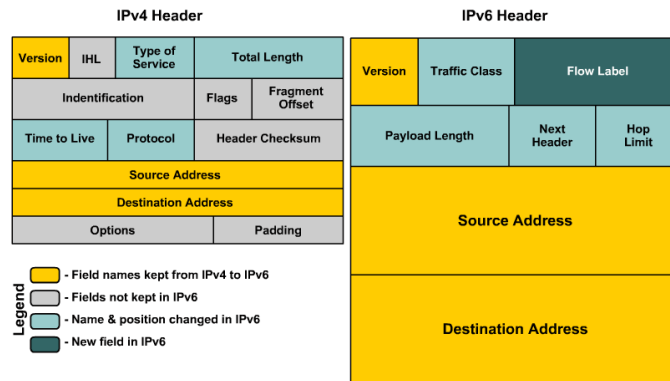 IPv4 Header
IPv6 Header
Version
IHL
Type of
Service
Total Length
Indentification
Flags
Fragment
Offset
Time to Live
Protocol
Header Checksum
Source Address
Destination Address
Options
Padding
Version
Traffic Class
Flow Label
Payload Length
Next
Header
Hop
Limit
Source Address
Destination Address
Legend
- Field names kept from IPv4 to IPv6
- Fields not kept in IPv6
- Name & position changed in IPv6
- New field in IPv6